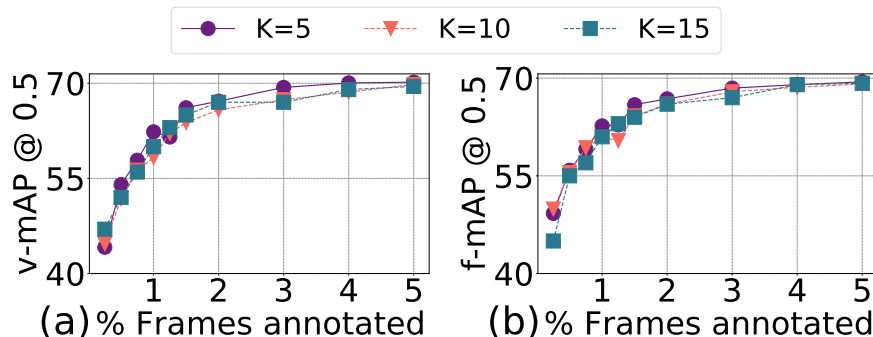 K=5 K=10 K=15
v-mAP @ 0.5
70
55
40
1 2 3 4 5
(a) % Frames annotated
f-mAP @ 0.5
70
55
40
1 2 3 4 5
(b) % Frames annotated